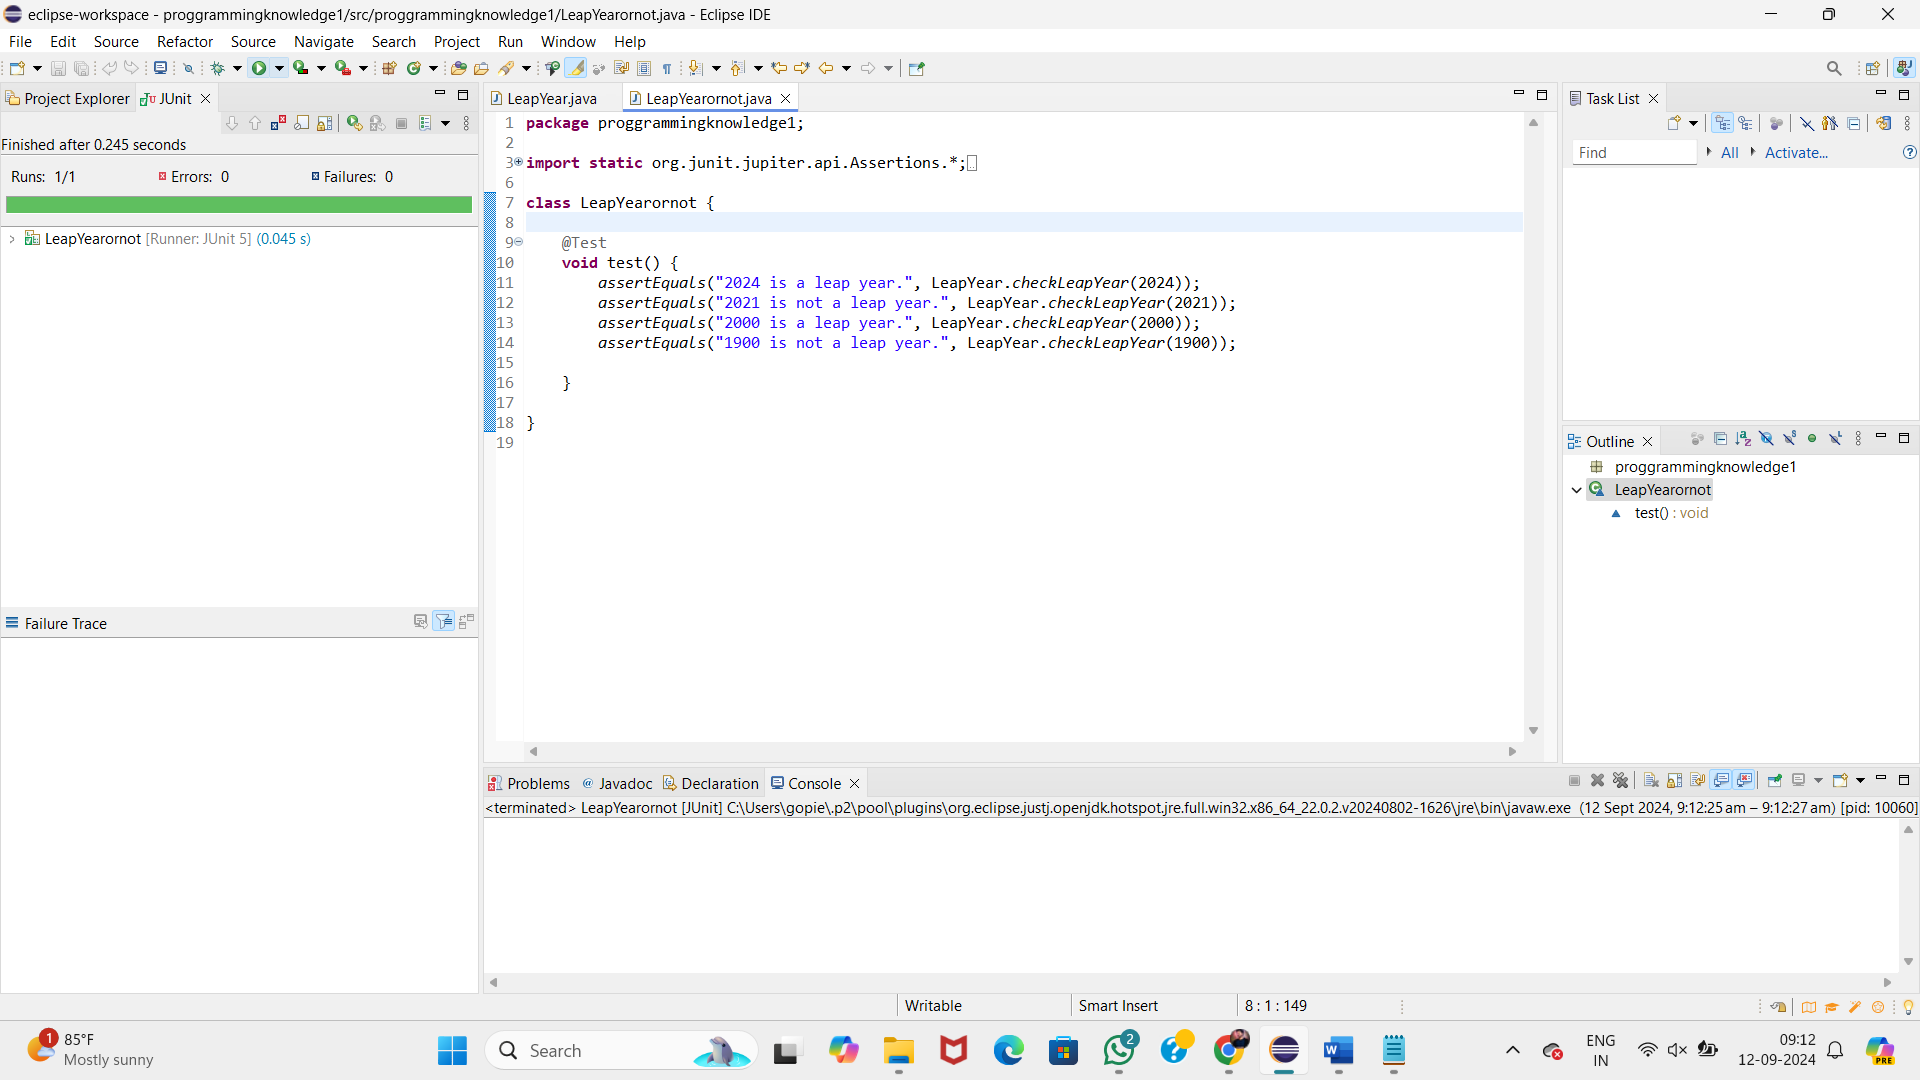 eclipse-workspace - proggrammingknowledge1/src/proggrammingknowledge1/LeapYearornot.java - Eclipse IDE
File Edit Source Refactor Source Navigate Search Project Run Window Help
Project Explorer JUnit
Finished after 0.245 seconds
Runs: 1/1 Errors: 0 Failures: 0
LeapYearornot [Runner: JUnit 5] (0.045 s)
Failure Trace
LeapYear.java LeapYearornot.java
1 package proggrammingknowledge1;
2
3 import static org.junit.jupiter.api.Assertions.*;
6
7 class LeapYearornot {
8
9 @Test
10 void test() {
11 assertEquals("2024 is a leap year.", LeapYear.checkLeapYear(2024));
12 assertEquals("2021 is not a leap year.", LeapYear.checkLeapYear(2021));
13 assertEquals("2000 is a leap year.", LeapYear.checkLeapYear(2000));
14 assertEquals("1900 is not a leap year.", LeapYear.checkLeapYear(1900));
15
16 }
17
18 }
19
Task List
Find All Activate...
Outline
proggrammingknowledge1
LeapYearornot
test() : void
Problems Javadoc Declaration Console
<terminated> LeapYearornot [JUnit] C:\Users\gopie\.p2\pool\plugins\org.eclipse.justj.openjdk.hotspot.jre.full.win32.x86_64_22.0.2.v20240802-1626\jre\bin\javaw.exe (12 Sept 2024, 9:12:25 am – 9:12:27 am) [pid: 10060]
Writable Smart Insert 8 : 1 : 149
1
85°F
Mostly sunny
Search
2
ENG
IN
09:12
12-09-2024
PRE